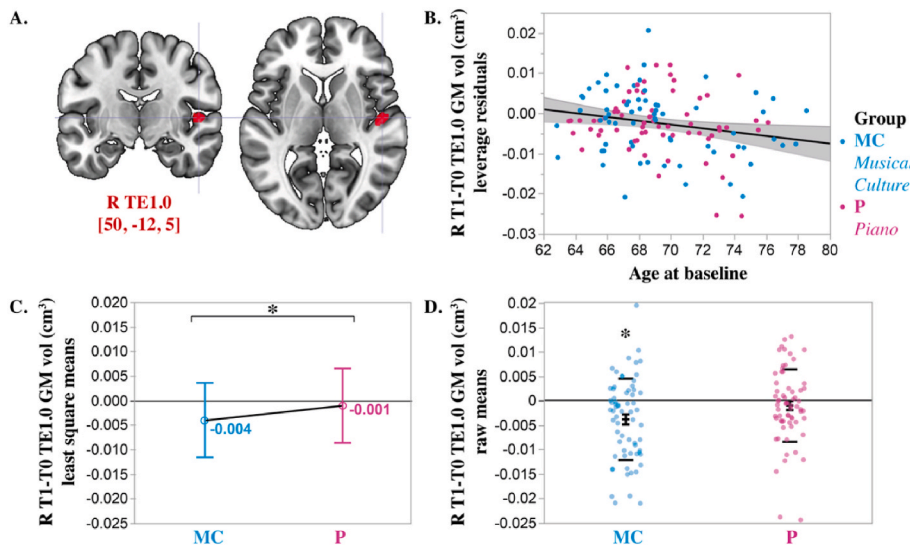 A.
R TE1.0
[50, -12, 5]
B.
R T1-T0 TE1.0 GM vol (cm³)
leverage residuals
0.02
0.01
0.00
-0.01
-0.02
-0.03
62 64 66 68 70 72 74 76 78 80
Age at baseline
Group
MC
Musical
Culture
P
Piano
C.
R T1-T0 TE1.0 GM vol (cm³)
least square means
0.020
0.015
0.010
0.005
0.000
-0.005
-0.010
-0.015
-0.020
-0.025
*
-0.004
-0.001
MC P
D.
R T1-T0 TE1.0 GM vol (cm³)
raw means
0.02
0.015
0.01
0.005
0
-0.005
-0.01
-0.015
-0.02
-0.025
*
MC P